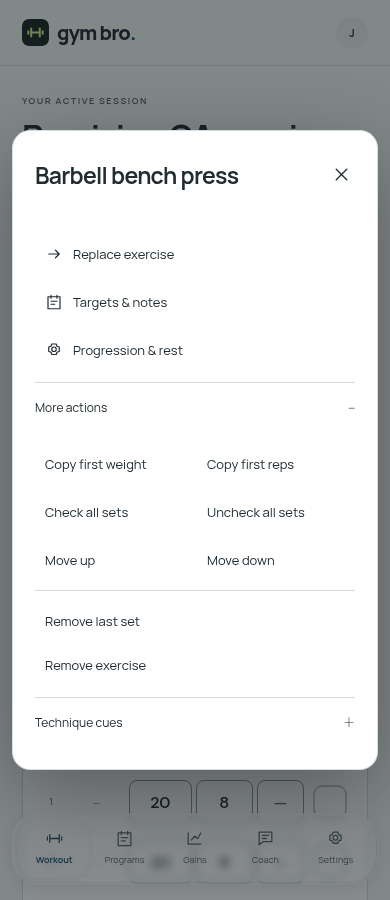 gym bro.
J
YOUR ACTIVE SESSION
Barbell bench press
Replace exercise
Targets & notes
Progression & rest
More actions −
Copy first weight Copy first reps
Check all sets Uncheck all sets
Move up Move down
Remove last set
Remove exercise
Technique cues +
1 – 20 8 —
Workout Programs Gains Coach Settings